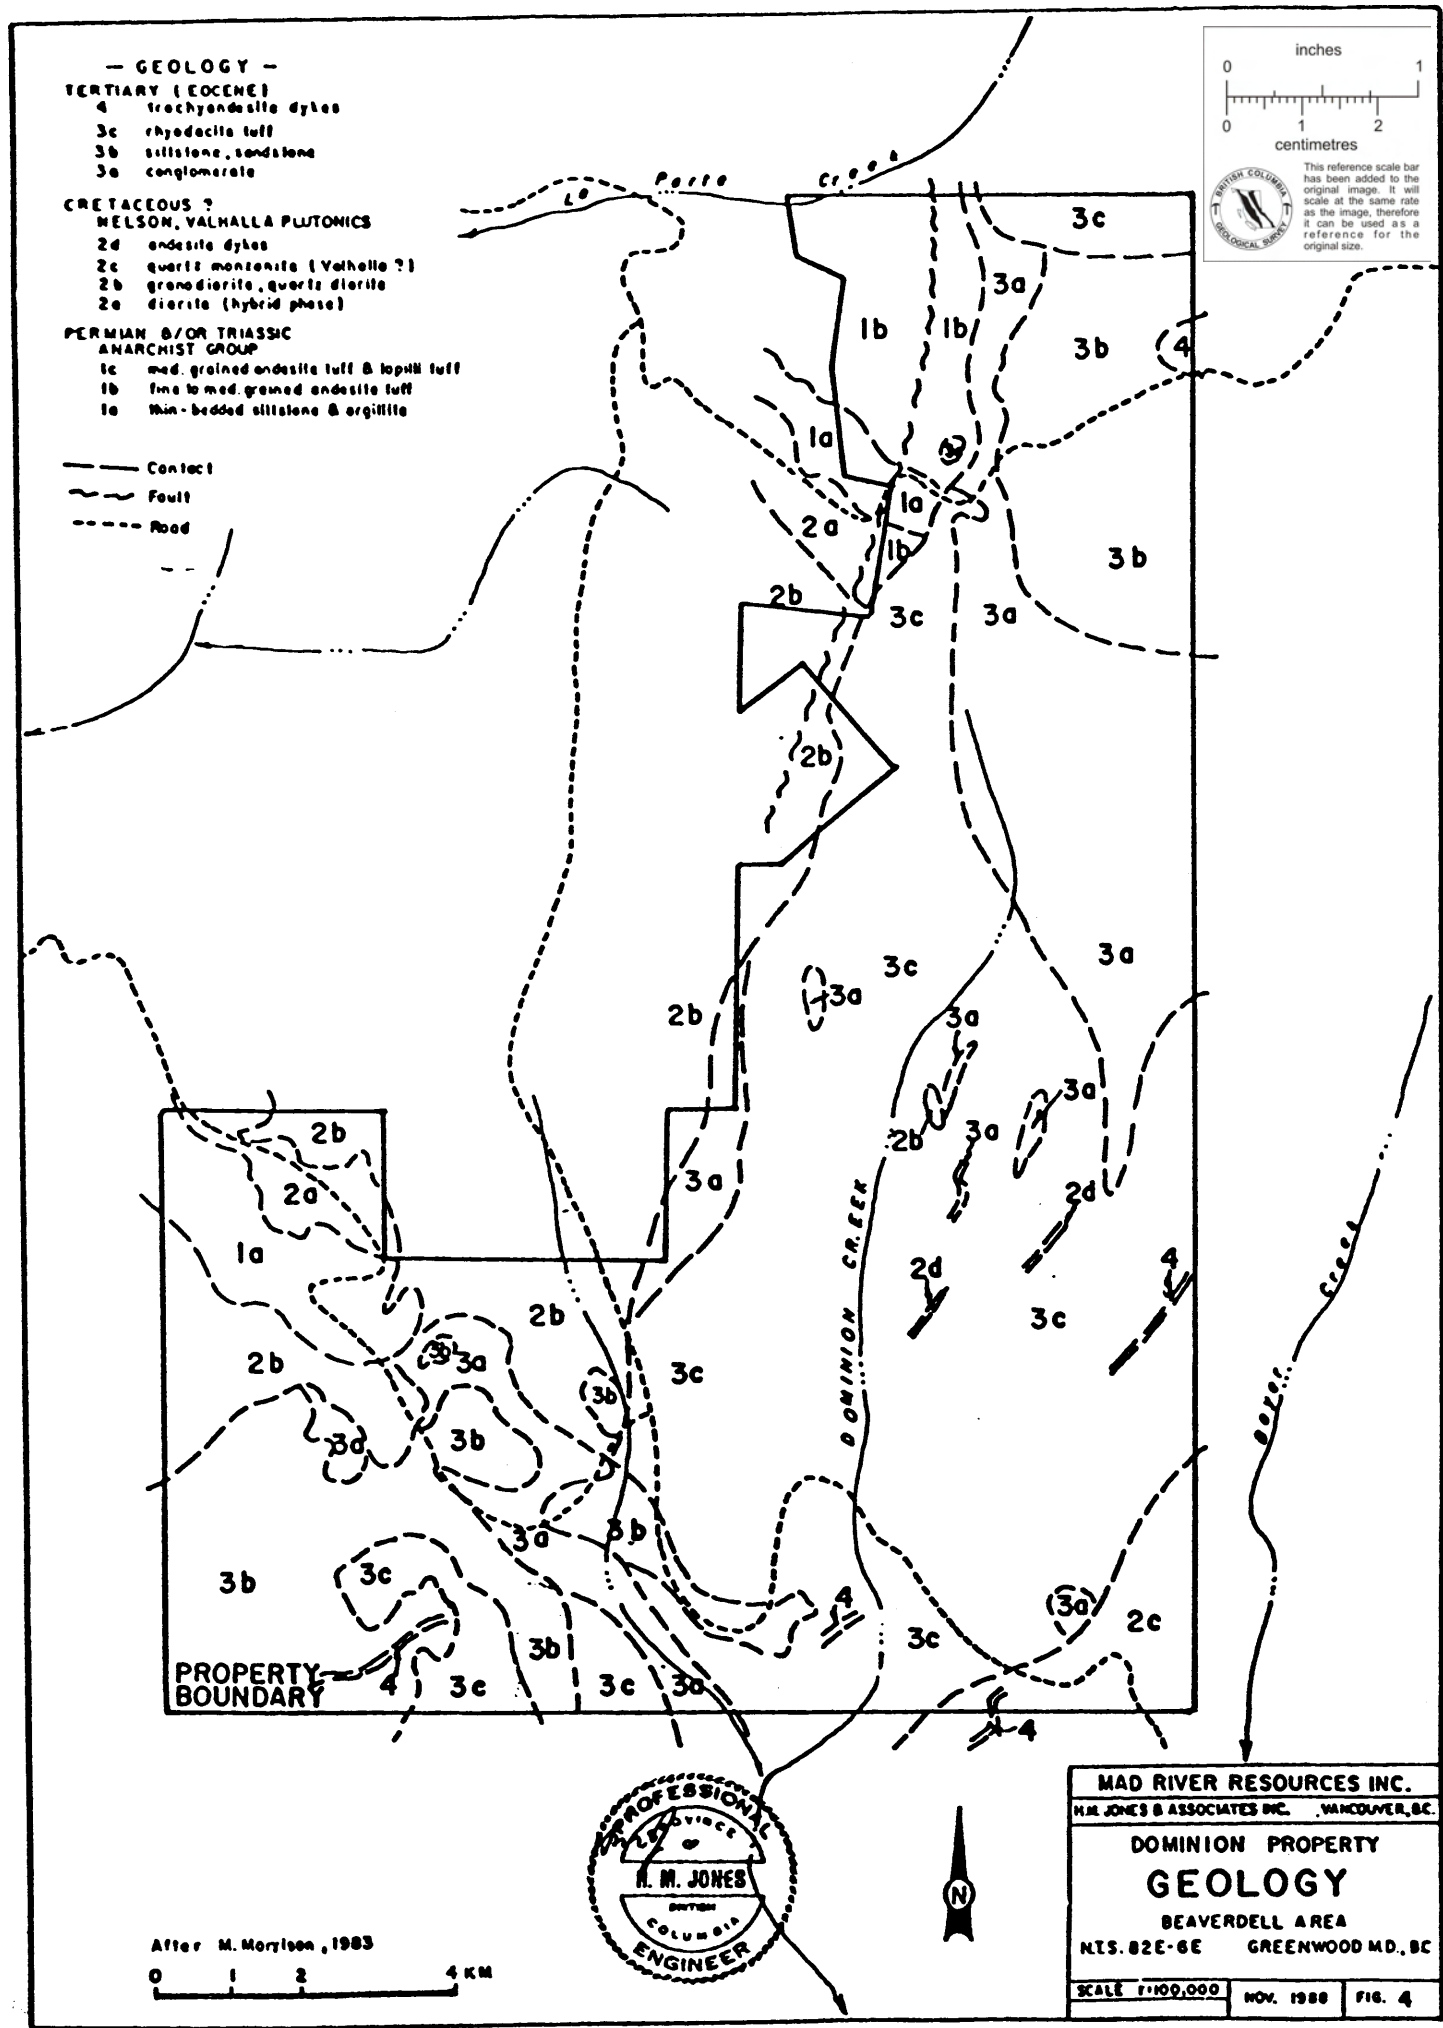 — GEOLOGY —
TERTIARY (EOCENE)
4 trachyandesite dykes
3c rhyodacite tuff
3b siltstone, sandstone
3a conglomerate
CRETACEOUS ?
NELSON, VALHALLA PLUTONICS
2d andesite dykes
2c quartz monzonite (Valhalla ?)
2b granodiorite, quartz diorite
2a diorite (hybrid phase)
PERMIAN &/OR TRIASSIC
ANARCHIST GROUP
1c med. grained andesite tuff & lapilli tuff
1b fine to med. grained andesite tuff
1a thin-bedded siltstone & argillite
Contact
Fault
Road
inches
0 1
0 1 2
centimetres
BRITISH COLUMBIA
GEOLOGICAL SURVEY
This reference scale bar
has been added to the
original image. It will
scale at the same rate
as the image, therefore
it can be used as a
reference for the
original size.
La Porte Creek
3c
3a
1b 1b
3b
4
1a
1a
2a
1b
3b
2b
3c
3a
2b
3a
3c
3a
2b
3a
3a
2b
3a
2b
3a
2d
2a
1a
2d
4
2b
3c
2b
3b
3a
3c
3b
3a
3b
3a
3b
3b
3c
4
3a
2c
3c
3b
PROPERTY
BOUNDARY
4
3c
3c
3a
4
DOMINION CREEK
Boyer Creek
PROFESSIONAL
PROVINCE
OF
H. M. JONES
BRITISH
COLUMBIA
ENGINEER
N
After M. Morrison, 1983
0 1 2 4 KM
MAD RIVER RESOURCES INC.
H.M. JONES & ASSOCIATES INC. , VANCOUVER, B.C.
DOMINION PROPERTY
GEOLOGY
BEAVERDELL AREA
N.T.S. 82E-6E GREENWOOD M.D., BC
SCALE 1:100,000
NOV. 1988
FIG. 4